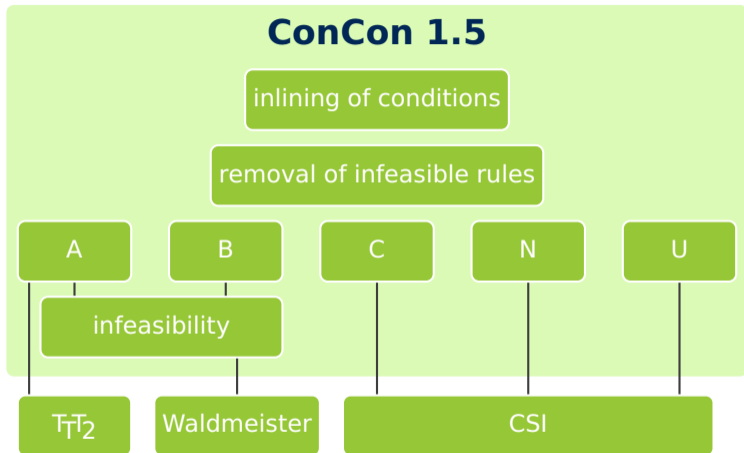 ConCon 1.5
inlining of conditions
removal of infeasible rules
A B C N U
infeasibility
TTT2 Waldmeister CSI